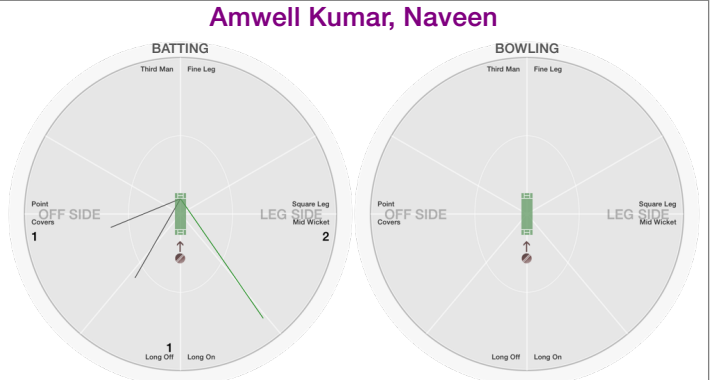 Amwell Kumar, Naveen
BATTING
Third Man Fine Leg
Point
OFF SIDE
Covers
1
Square Leg
LEG SIDE
Mid Wicket
2
1
Long Off Long On
BOWLING
Third Man Fine Leg
Point
OFF SIDE
Covers
Square Leg
LEG SIDE
Mid Wicket
Long Off Long On